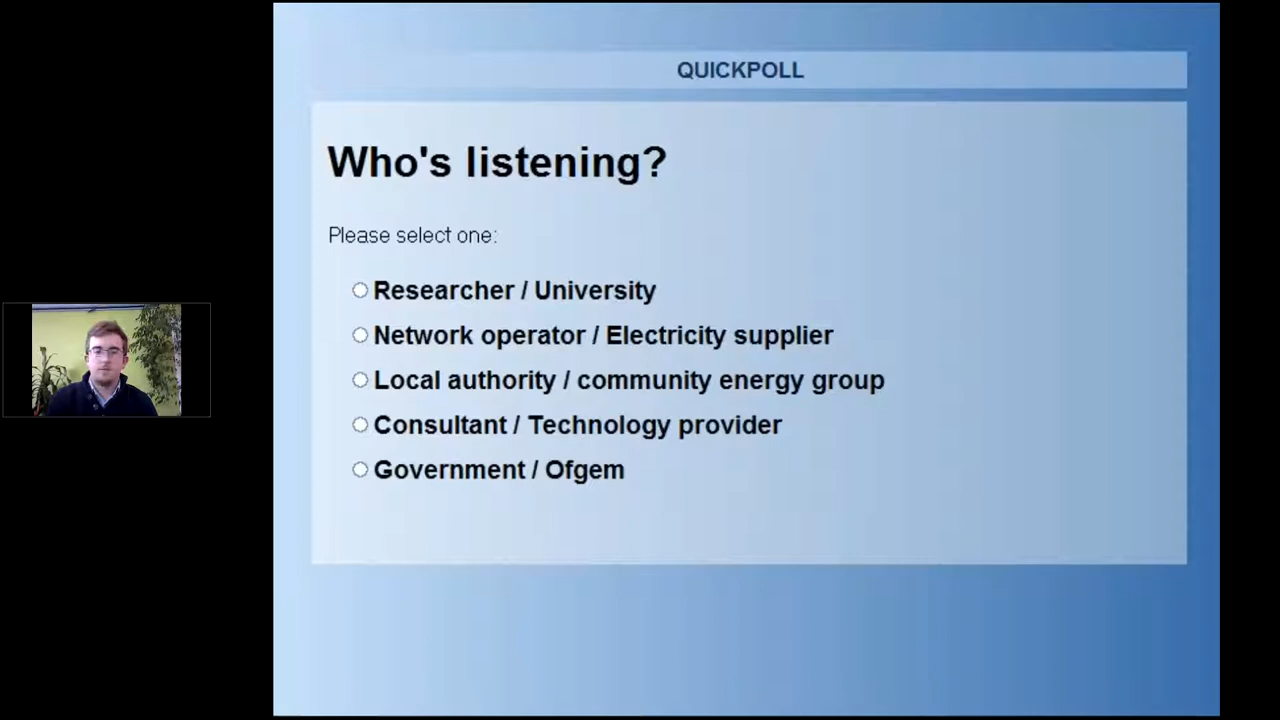 QUICKPOLL
Who's listening?
Please select one:
Researcher / University
Network operator / Electricity supplier
Local authority / community energy group
Consultant / Technology provider
Government / Ofgem